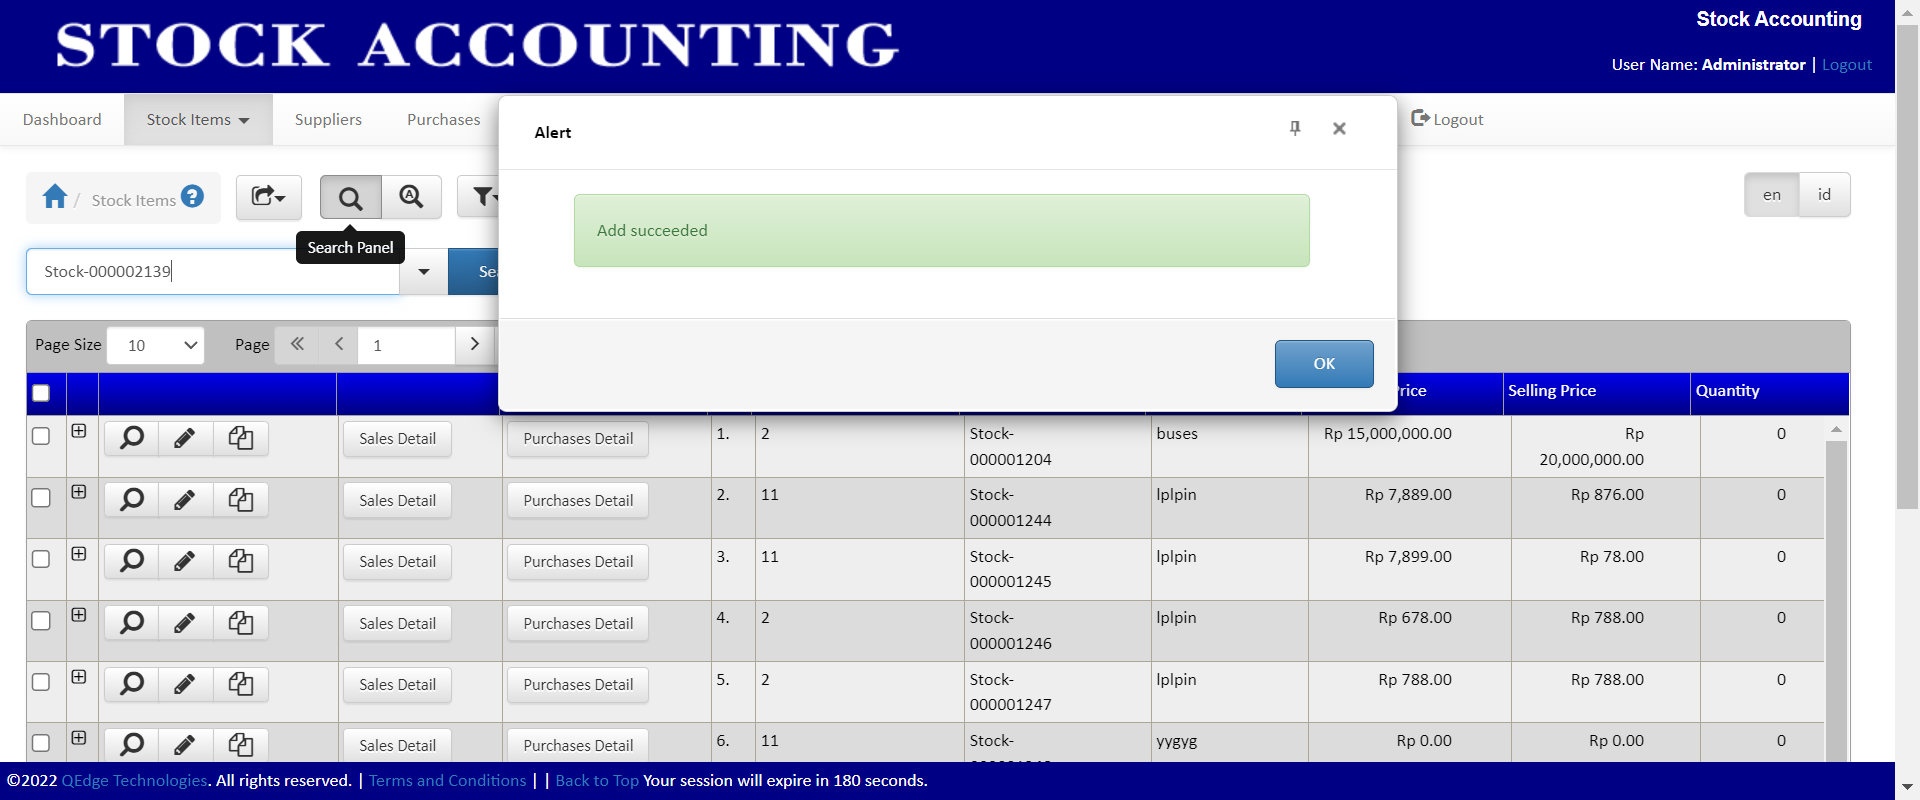 STOCK ACCOUNTING
Stock Accounting
User Name: Administrator | Logout
Dashboard
Stock Items
Suppliers
Purchases
Logout
Alert
Add succeeded
OK
/ Stock Items
en
id
Search Panel
Stock-000002139
Page Size
10
Page
1
Selling Price
Quantity
Sales Detail
Purchases Detail
1.
2
Stock-
000001204
buses
Rp 15,000,000.00
Rp
20,000,000.00
0
Sales Detail
Purchases Detail
2.
11
Stock-
000001244
lplpin
Rp 7,889.00
Rp 876.00
0
Sales Detail
Purchases Detail
3.
11
Stock-
000001245
lplpin
Rp 7,899.00
Rp 78.00
0
Sales Detail
Purchases Detail
4.
2
Stock-
000001246
lplpin
Rp 678.00
Rp 788.00
0
Sales Detail
Purchases Detail
5.
2
Stock-
000001247
lplpin
Rp 788.00
Rp 788.00
0
Sales Detail
Purchases Detail
6.
11
Stock-
yygyg
Rp 0.00
Rp 0.00
0
©2022 QEdge Technologies. All rights reserved. | Terms and Conditions | | Back to Top Your session will expire in 180 seconds.